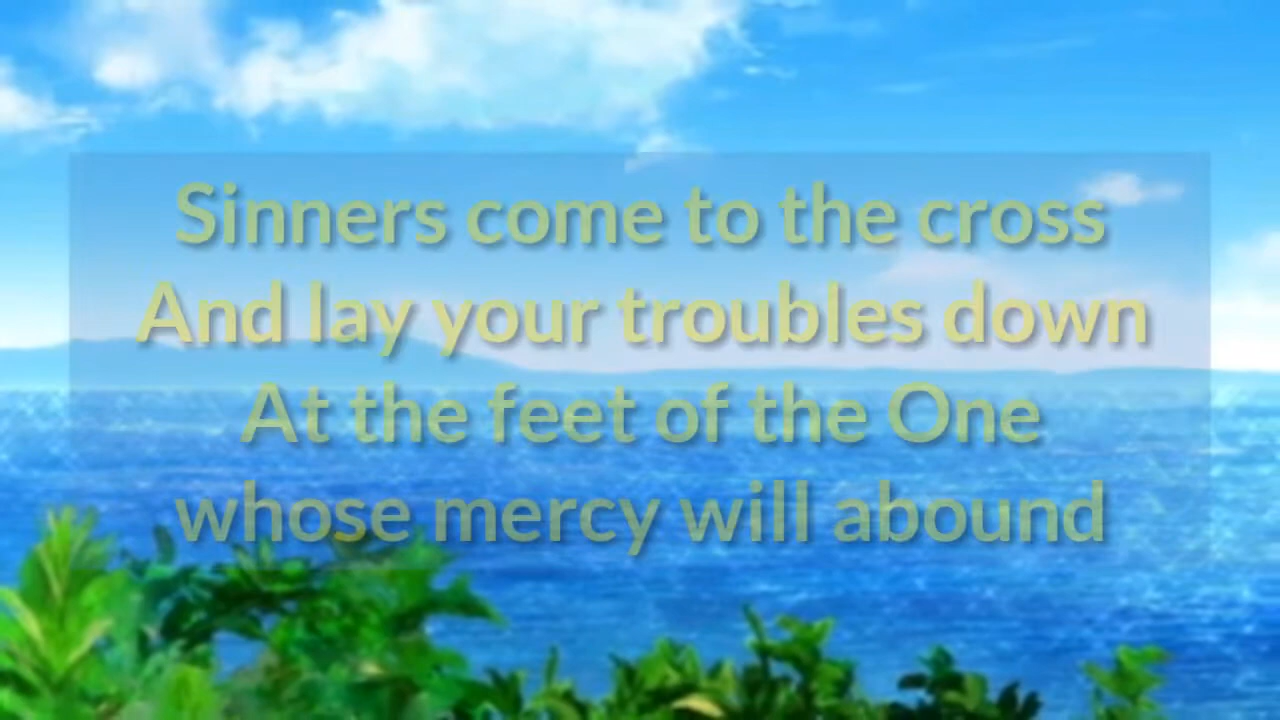 Sinners come to the cross
And lay your troubles down
At the feet of the One
whose mercy will abound